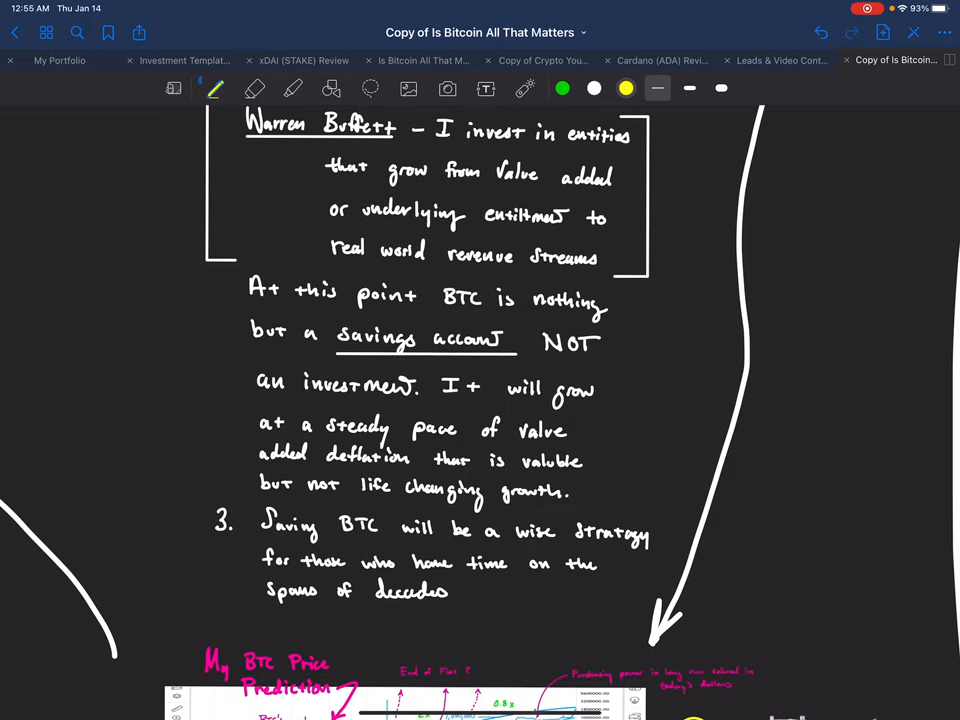 12:55 AM Thu Jan 14
93%
Copy of Is Bitcoin All That Matters
My Portfolio
Investment Templat...
xDAI (STAKE) Review
Is Bitcoin All That M...
Copy of Crypto You...
Cardano (ADA) Revi...
Leads & Video Cont...
Copy of Is Bitcoin...
Warren Buffett - I invest in entities
that grow from value added
or underlying entiltment to
real world revenue streams
At this point BTC is nothing
but a savings account NOT
an investment. It will grow
at a steady pace of value
added deflation that is valuble
but not life changing growth.
3. Saving BTC will be a wise strategy
for those who have time on the
spans of decades
My BTC Price
Prediction
End of Fiat ?
Purchasing power in long run valued in
today's dollars
0.8x
2x
BTC's